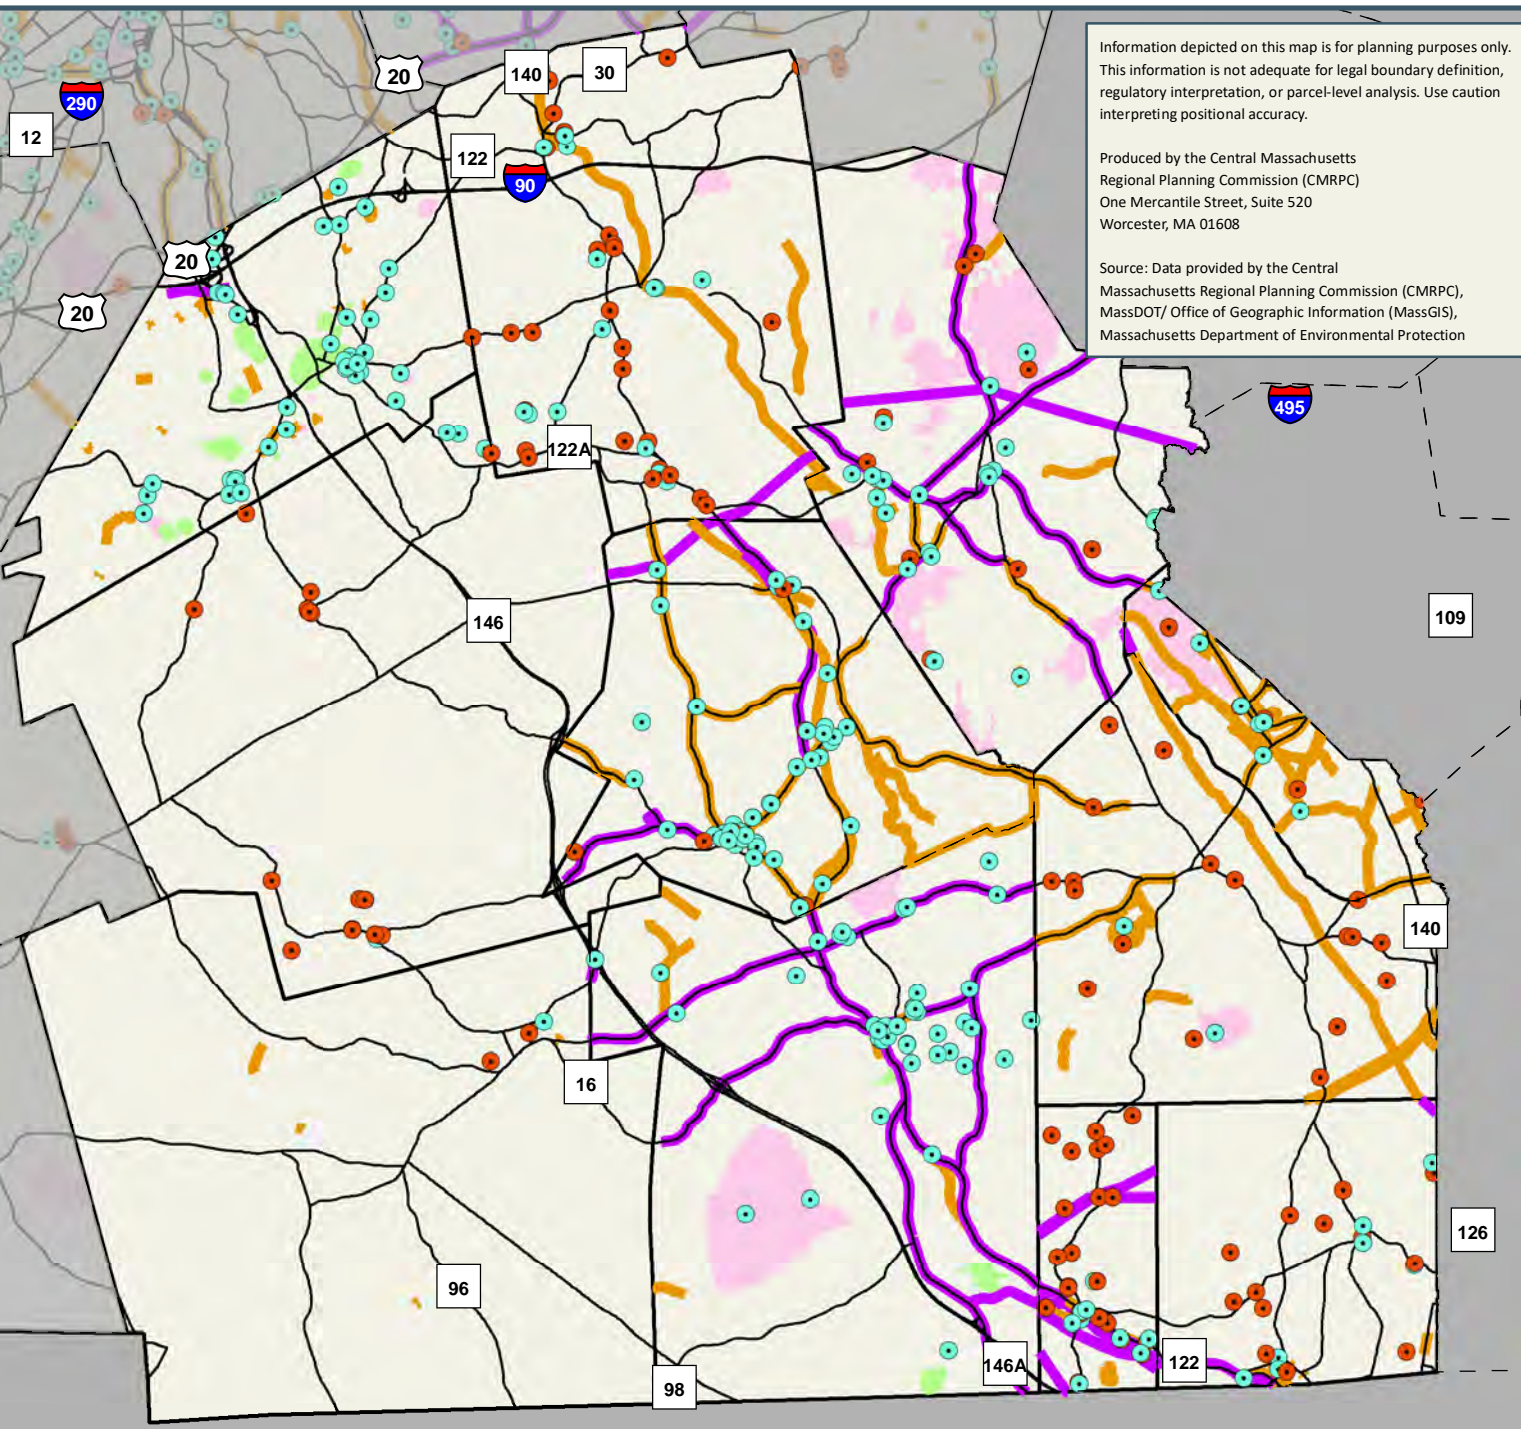 Information depicted on this map is for planning purposes only.
This information is not adequate for legal boundary definition,
regulatory interpretation, or parcel-level analysis. Use caution
interpreting positional accuracy.
Produced by the Central Massachusetts
Regional Planning Commission (CMRPC)
One Mercantile Street, Suite 520
Worcester, MA 01608
Source: Data provided by the Central
Massachusetts Regional Planning Commission (CMRPC),
MassDOT/ Office of Geographic Information (MassGIS),
Massachusetts Department of Environmental Protection
20
140
30
290
12
122
90
20
20
495
122A
146
109
140
16
126
96
146A
122
98